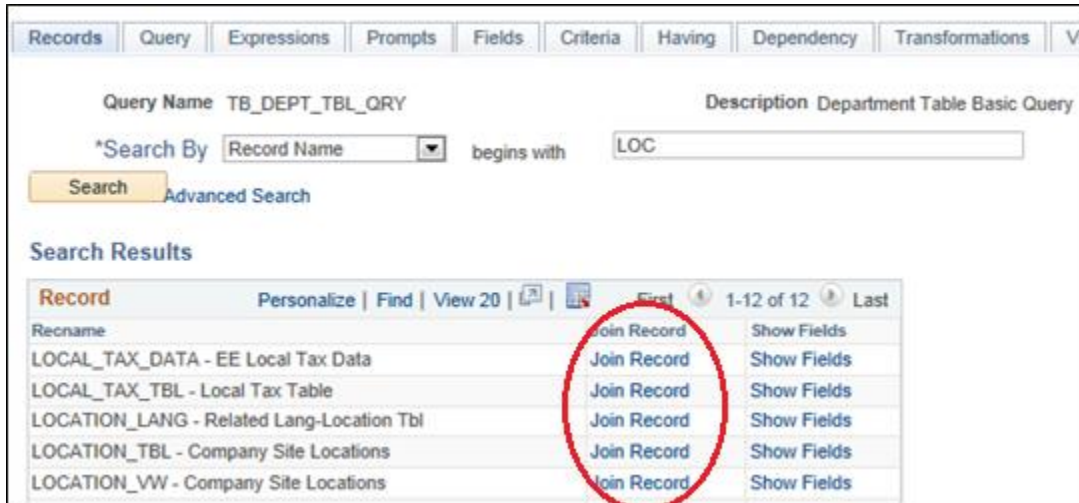 Records Query Expressions Prompts Fields Criteria Having Dependency Transformations
Query Name TB_DEPT_TBL_QRY Description Department Table Basic Query
*Search By Record Name begins with LOC
Search Advanced Search
Search Results
Record Personalize | Find | View 20 | | First 1-12 of 12 Last
Recname Join Record Show Fields
LOCAL_TAX_DATA - EE Local Tax Data Join Record Show Fields
LOCAL_TAX_TBL - Local Tax Table Join Record Show Fields
LOCATION_LANG - Related Lang-Location Tbl Join Record Show Fields
LOCATION_TBL - Company Site Locations Join Record Show Fields
LOCATION_VW - Company Site Locations Join Record Show Fields